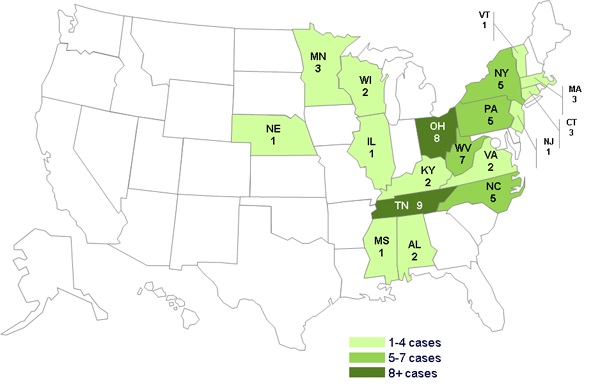 VT
1
MN
3
WI
2
NY
5
MA
3
PA
5
CT
3
NE
1
IL
1
OH
8
WV
7
NJ
1
VA
2
KY
2
NC
5
TN 9
MS
1
AL
2
1-4 cases
5-7 cases
8+ cases